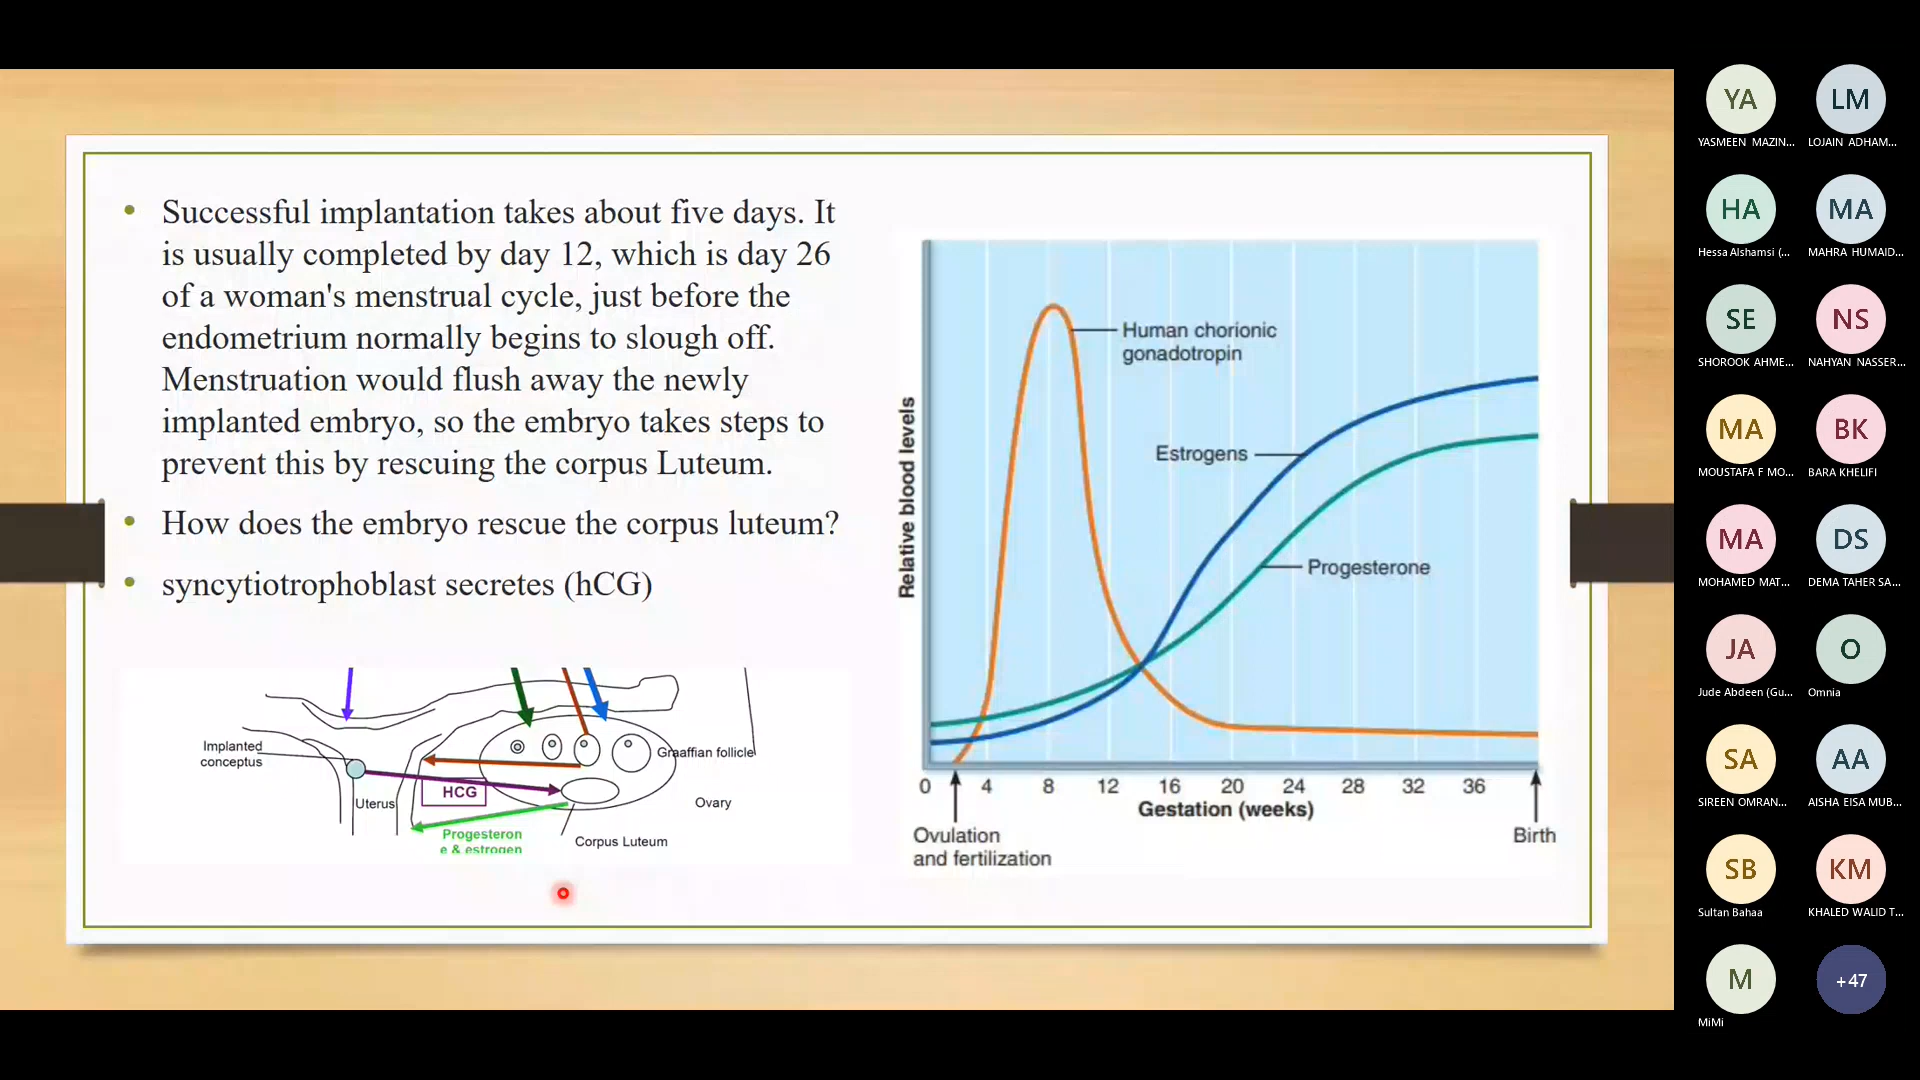 Successful implantation takes about five days. It
is usually completed by day 12, which is day 26
of a woman's menstrual cycle, just before the
endometrium normally begins to slough off.
Menstruation would flush away the newly
implanted embryo, so the embryo takes steps to
prevent this by rescuing the corpus Luteum.
How does the embryo rescue the corpus luteum?
syncytiotrophoblast secretes (hCG)
Implanted
conceptus
Uterus
HCG
Progesteron
e & estrogen
Graaffian follicle
Ovary
Corpus Luteum
Relative blood levels
Human chorionic
gonadotropin
Estrogens
Progesterone
0 4 8 12 16 20 24 28 32 36
Gestation (weeks)
Ovulation
and fertilization
Birth
YA LM
YASMEEN MAZIN... LOJAIN ADHAM...
HA MA
Hessa Alshamsi (... MAHRA HUMAID...
SE NS
SHOROOK AHME... NAHYAN NASSER...
MA BK
MOUSTAFA F MO... BARA KHELIFI
MA DS
MOHAMED MAT... DEMA TAHER SA...
JA O
Jude Abdeen (Gu... Omnia
SA AA
SIREEN OMRAN... AISHA EISA MUB...
SB KM
Sultan Bahaa KHALED WALID T...
M +47
MiMi